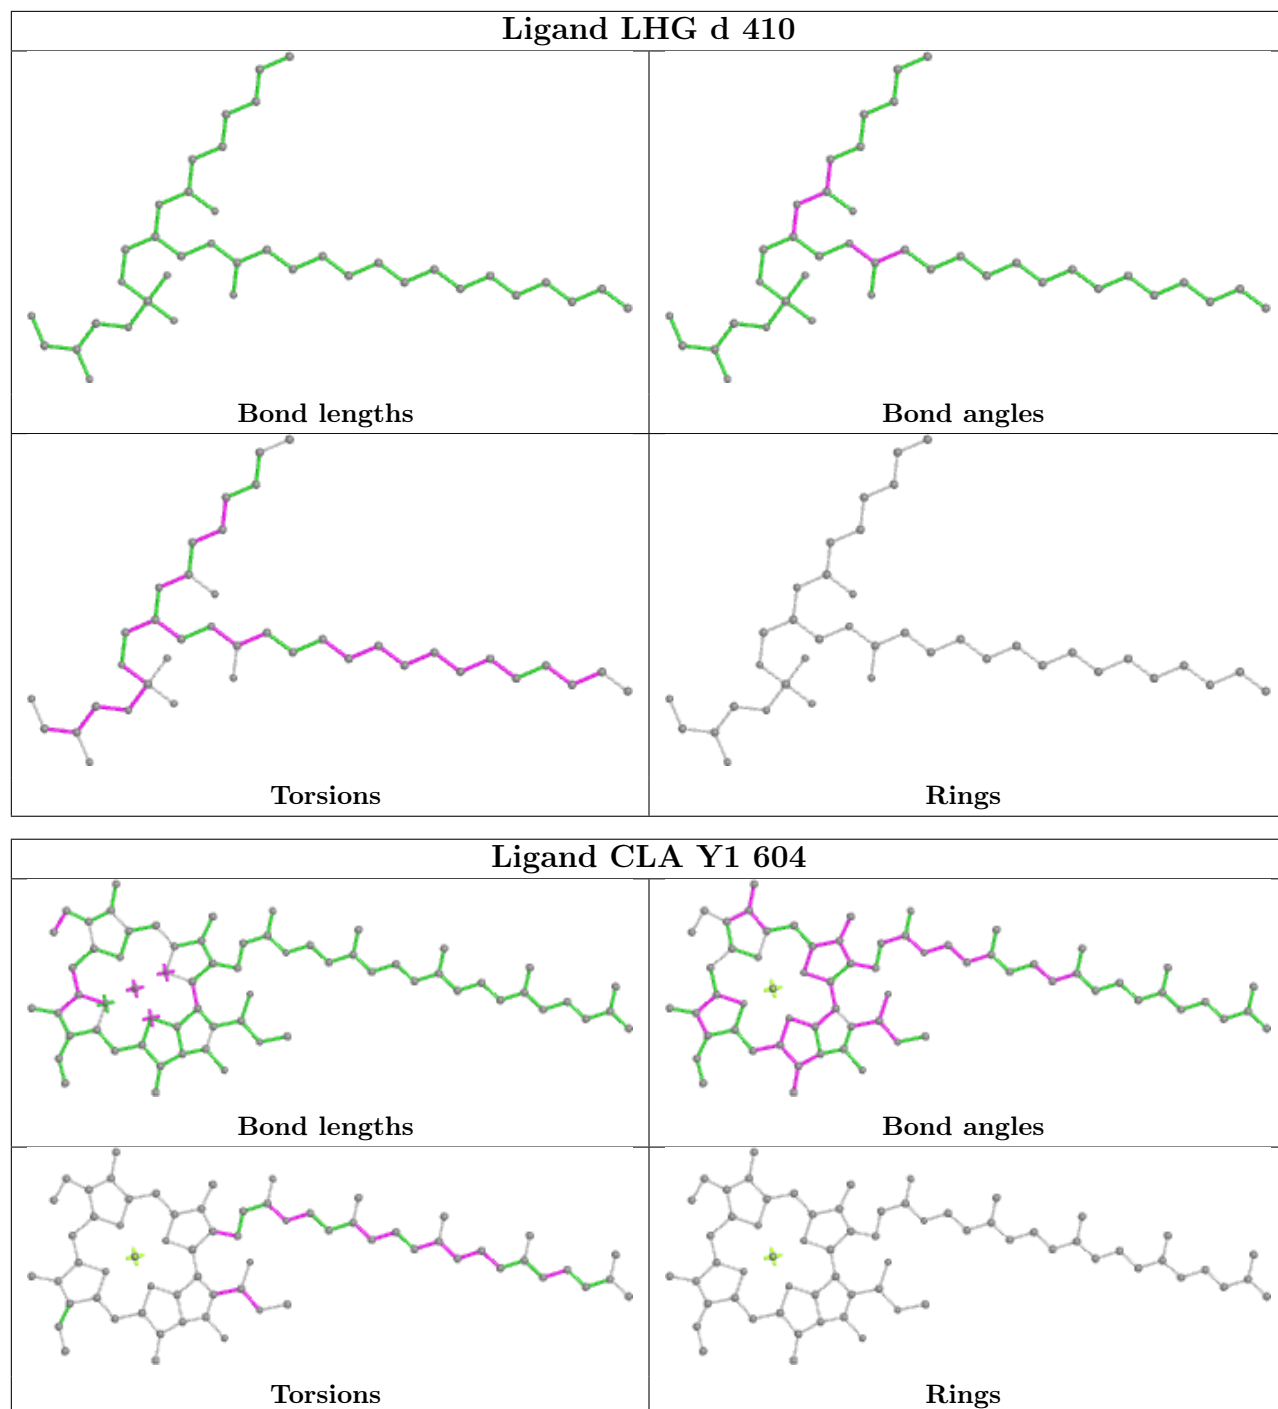 Ligand LHG d 410
Bond lengths
Bond angles
Torsions
Rings
Ligand CLA Y1 604
Bond lengths
Bond angles
Torsions
Rings